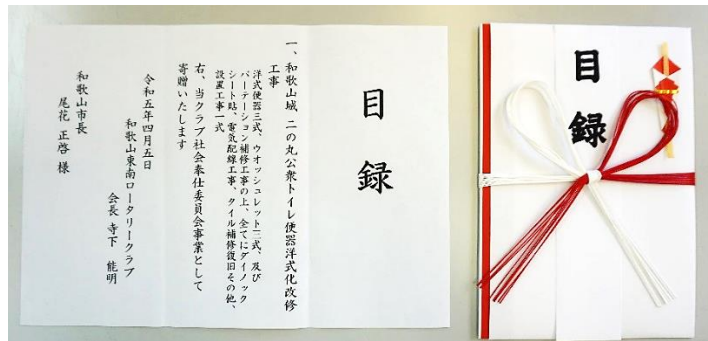 目録
一、和歌山城 二の丸公衆トイレ便器洋式化改修
工事
洋式便器三式、ウオッシュレット二式、及び
パーテーション補修工事の上、全てにダイノック
シート貼、電気配線工事、タイル補修復旧その他、
設置工事一式
右、当クラブ社会奉仕委員会事業として
寄贈いたします
令和五年四月五日
和歌山東南ロータリークラブ
会長 寺下 能明
和歌山市長
尾花 正啓 様
目録